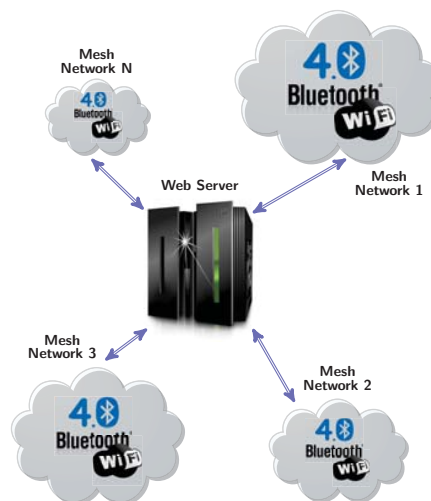 Mesh
Network N
4.0
Bluetooth
WiFi
4.0
Bluetooth
WiFi
Mesh
Network 1
Web Server
Mesh
Network 3
4.0
Bluetooth
WiFi
Mesh
Network 2
4.0
Bluetooth
WiFi